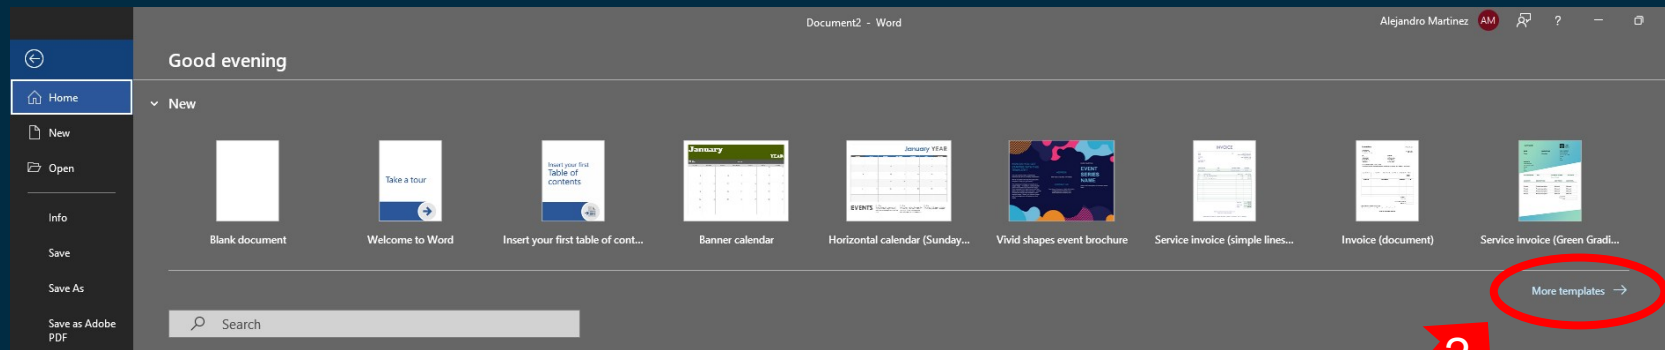 Document2 - Word
Alejandro Martinez AM ?
Good evening
Home
New
New
Open
Info
Save
Save As
Save as Adobe
PDF
Take a tour
Insert your first
Table of
contents
January
YEAR
January YEAR
EVENTS
EVENT
SERIES
NAME
INVOICE
Blank document
Welcome to Word
Insert your first table of cont...
Banner calendar
Horizontal calendar (Sunday...
Vivid shapes event brochure
Service invoice (simple lines...
Invoice (document)
Service invoice (Green Gradi...
More templates →
Search